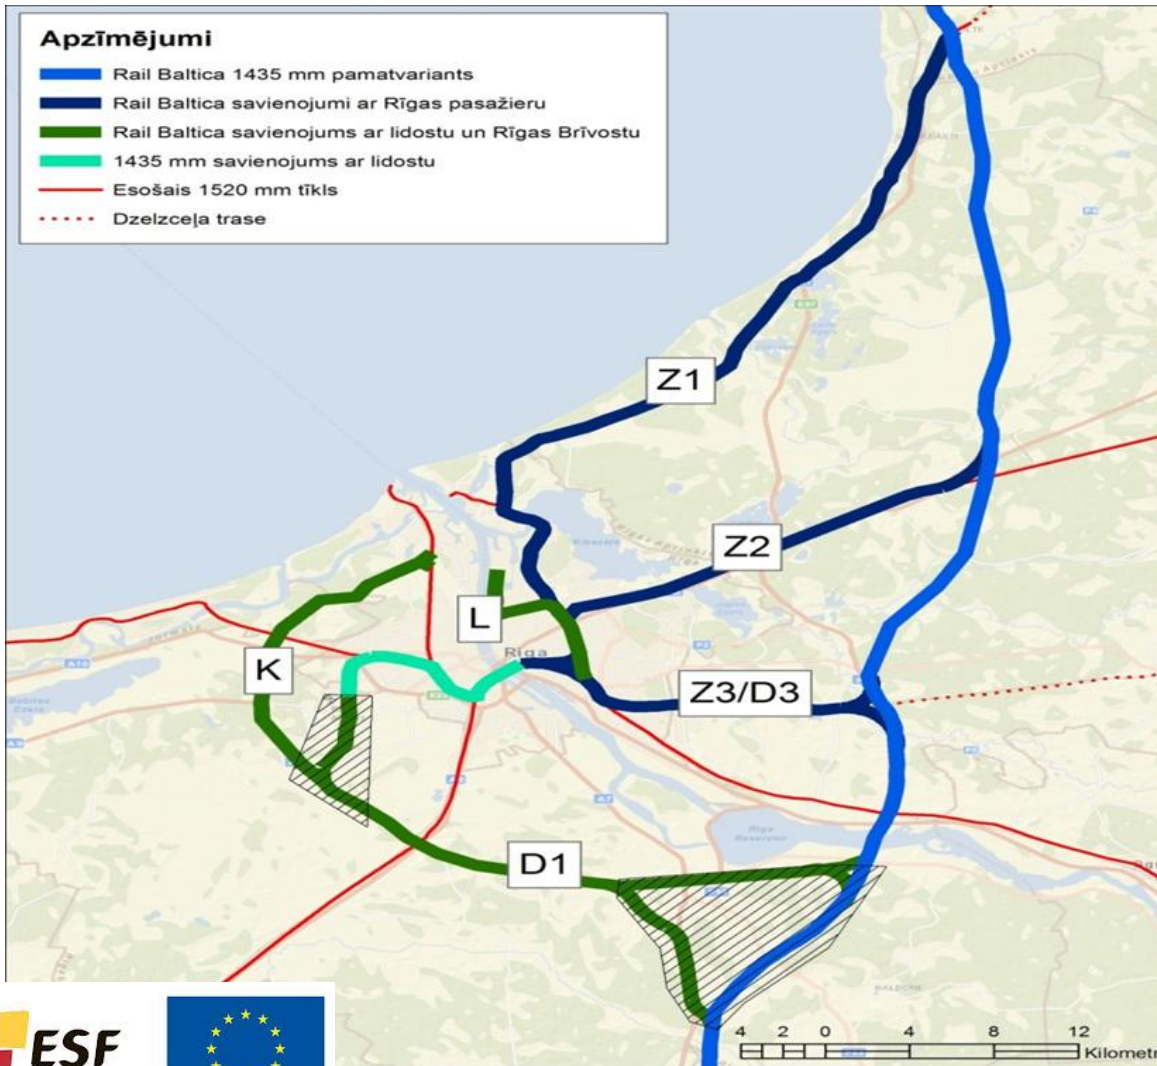 Apzīmējumi
Rail Baltica 1435 mm pamatvariants
Rail Baltica savienojumi ar Rīgas pasažieru
Rail Baltica savienojums ar lidostu un Rīgas Brīvostu
1435 mm savienojums ar lidostu
Esošais 1520 mm tīkls
Dzelzceļa trase
Z1
Z2
L
Rīga
K
Z3/D3
D1
Riga
Reservoir
4 2 0 4 8 12
Kilometr
ESF